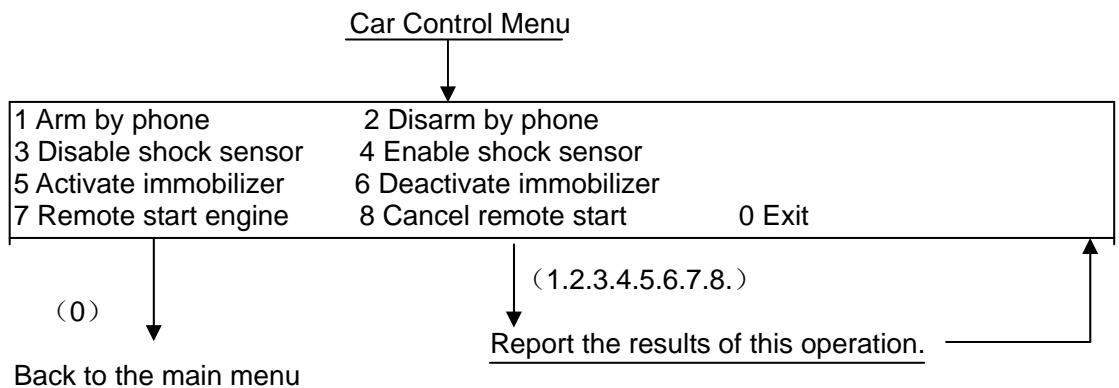 Car Control Menu
1 Arm by phone 2 Disarm by phone
3 Disable shock sensor 4 Enable shock sensor
5 Activate immobilizer 6 Deactivate immobilizer
7 Remote start engine 8 Cancel remote start 0 Exit
（1.2.3.4.5.6.7.8.）
（0）
Report the results of this operation.
Back to the main menu